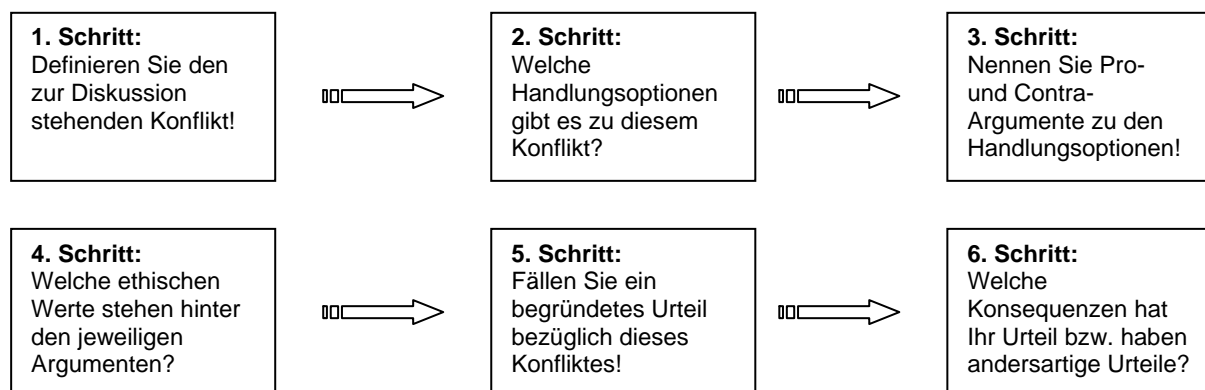 1. Schritt:
Definieren Sie den
zur Diskussion
stehenden Konflikt!
2. Schritt:
Welche
Handlungsoptionen
gibt es zu diesem
Konflikt?
3. Schritt:
Nennen Sie Pro-
und Contra-
Argumente zu den
Handlungsoptionen!
4. Schritt:
Welche ethischen
Werte stehen hinter
den jeweiligen
Argumenten?
5. Schritt:
Fällen Sie ein
begründetes Urteil
bezüglich dieses
Konfliktes!
6. Schritt:
Welche
Konsequenzen hat
Ihr Urteil bzw. haben
andersartige Urteile?